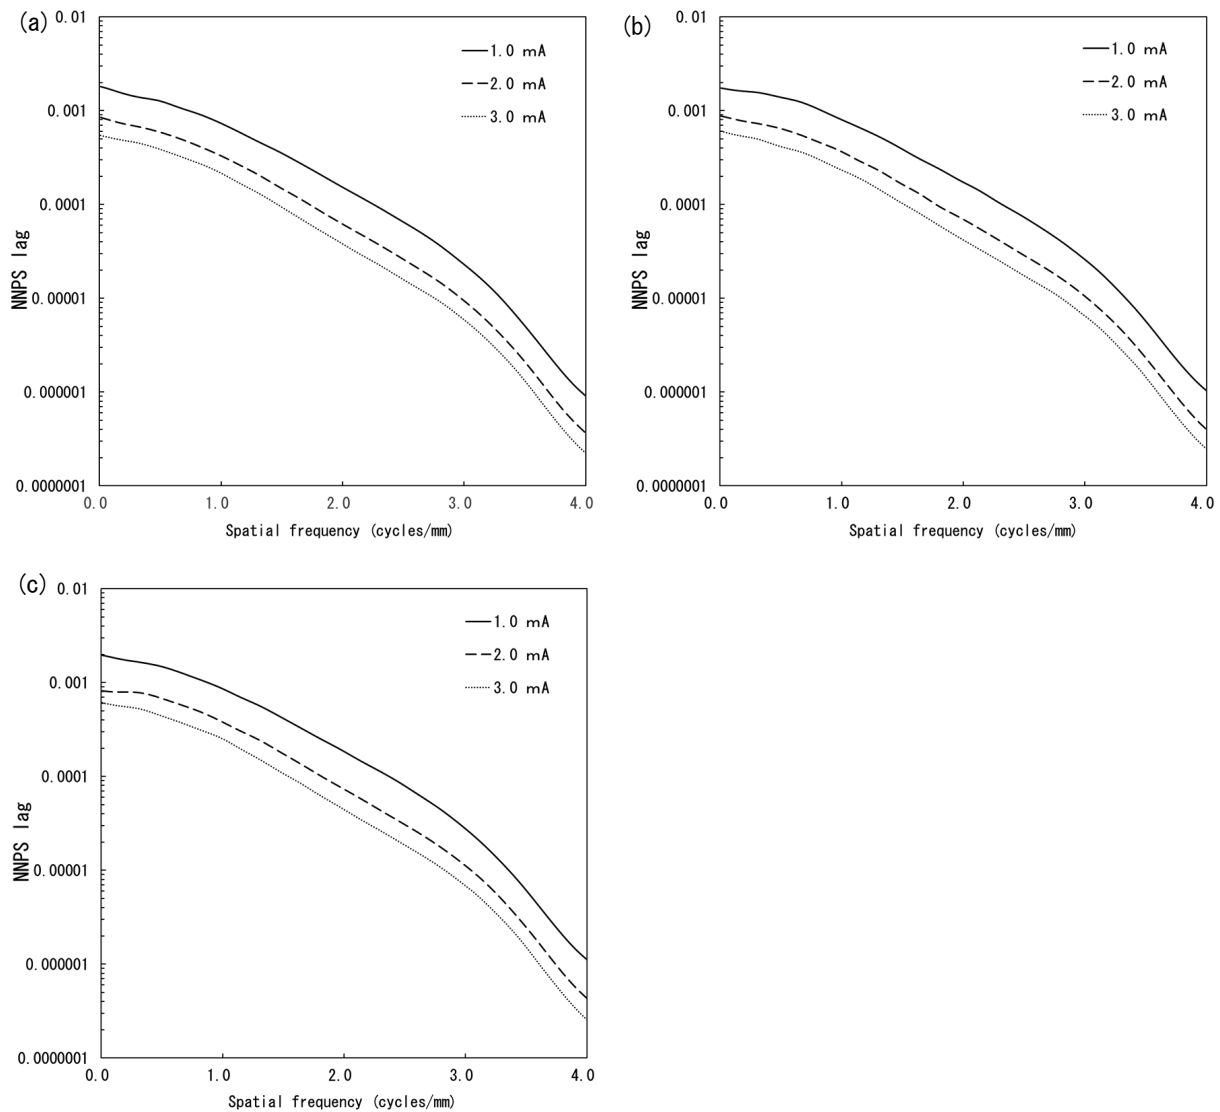 (a)
0.01
0.001
0.0001
0.00001
0.000001
0.0000001
NNPS lag
1.0 mA
2.0 mA
3.0 mA
0.0 1.0 2.0 3.0 4.0
Spatial frequency (cycles/mm)
(b)
0.01
0.001
0.0001
0.00001
0.000001
0.0000001
NNPS lag
1.0 mA
2.0 mA
3.0 mA
0.0 1.0 2.0 3.0 4.0
Spatial frequency (cycles/mm)
(c)
0.01
0.001
0.0001
0.00001
0.000001
0.0000001
NNPS lag
1.0 mA
2.0 mA
3.0 mA
0.0 1.0 2.0 3.0 4.0
Spatial frequency (cycles/mm)